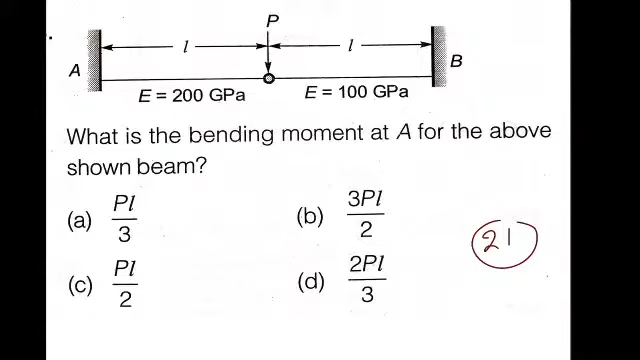 P
l l
A B
E = 200 GPa E = 100 GPa
What is the bending moment at A for the above
shown beam?
(a) Pl/3 (b) 3Pl/2
(c) Pl/2 (d) 2Pl/3
21